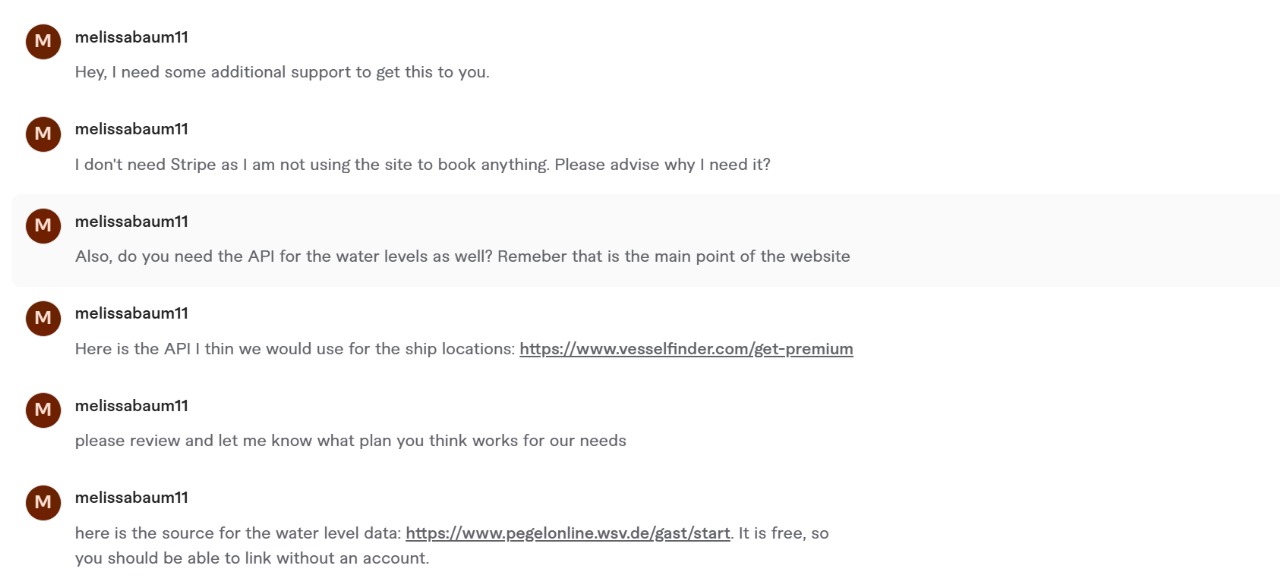 M
melissabaum11
Hey, I need some additional support to get this to you.
M
melissabaum11
I don't need Stripe as I am not using the site to book anything. Please advise why I need it?
M
melissabaum11
Also, do you need the API for the water levels as well? Remeber that is the main point of the website
M
melissabaum11
Here is the API I thin we would use for the ship locations: https://www.vesselfinder.com/get-premium
M
melissabaum11
please review and let me know what plan you think works for our needs
M
melissabaum11
here is the source for the water level data: https://www.pegelonline.wsv.de/gast/start. It is free, so
you should be able to link without an account.